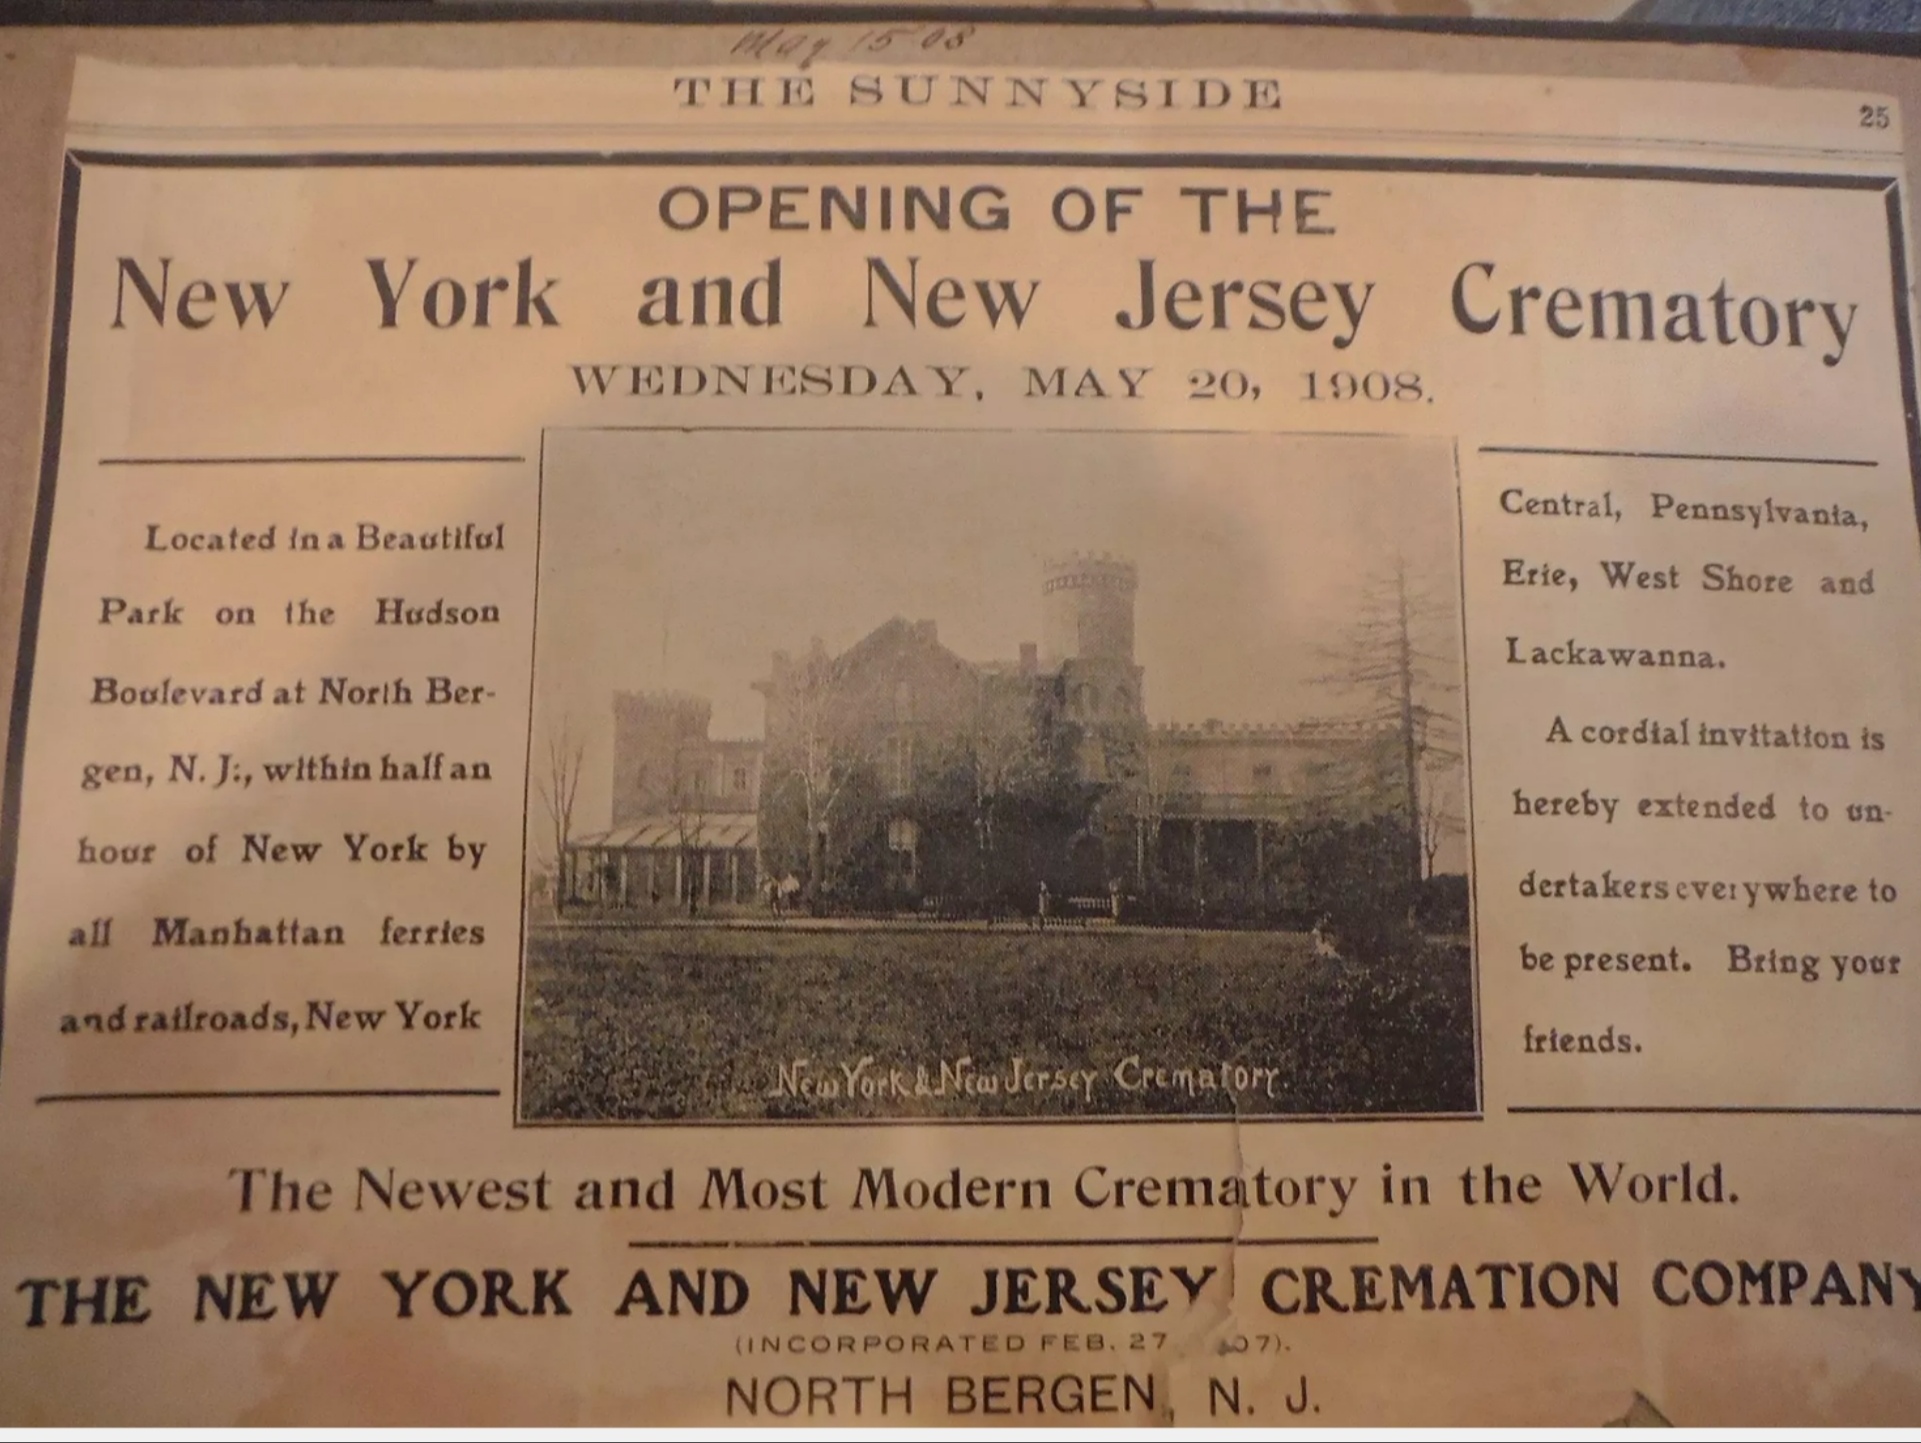 May 15 08
THE SUNNYSIDE
25
OPENING OF THE
New York and New Jersey Crematory
WEDNESDAY, MAY 20, 1908.
Located in a Beautiful
Park on the Hudson
Boulevard at North Ber-
gen, N. J., within half an
hour of New York by
all Manhattan ferries
and railroads, New York
Central, Pennsylvania,
Erie, West Shore and
Lackawanna.
A cordial invitation is
hereby extended to un-
dertakers everywhere to
be present. Bring your
friends.
New York & New Jersey Crematory.
The Newest and Most Modern Crematory in the World.
THE NEW YORK AND NEW JERSEY CREMATION COMPANY
(INCORPORATED FEB. 27 07).
NORTH BERGEN, N. J.